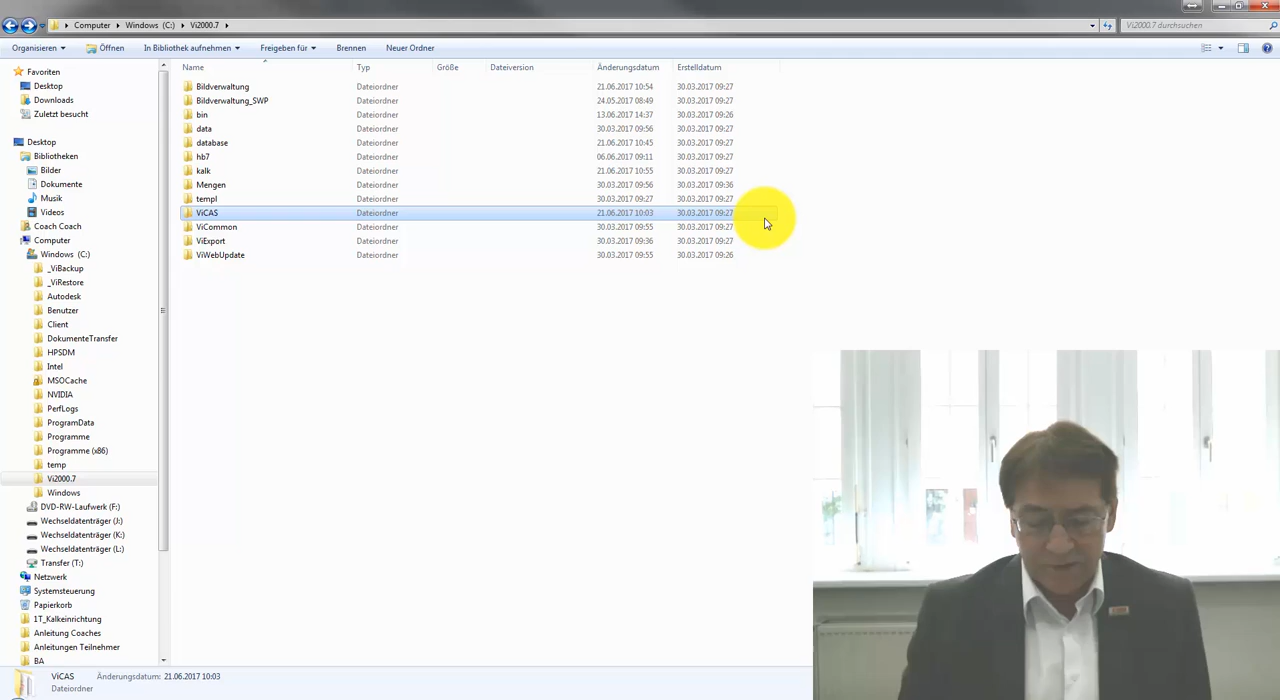 Computer Windows (C:) Vi2000.7
Vi2000.7 durchsuchen
Organisieren Öffnen In Bibliothek aufnehmen Freigeben für Brennen Neuer Ordner
Name Typ Größe Dateiversion Änderungsdatum Erstelldatum
Bildverwaltung Dateiordner 21.06.2017 10:54 30.03.2017 09:27
Bildverwaltung_SWP Dateiordner 24.05.2017 08:49 30.03.2017 09:27
bin Dateiordner 13.06.2017 14:37 30.03.2017 09:26
data Dateiordner 30.03.2017 09:56 30.03.2017 09:27
database Dateiordner 21.06.2017 10:45 30.03.2017 09:27
hb7 Dateiordner 06.06.2017 09:11 30.03.2017 09:27
kalk Dateiordner 21.06.2017 10:55 30.03.2017 09:27
Mengen Dateiordner 30.03.2017 09:56 30.03.2017 09:36
templ Dateiordner 30.03.2017 09:27 30.03.2017 09:27
ViCAS Dateiordner 21.06.2017 10:03 30.03.2017 09:27
ViCommon Dateiordner 30.03.2017 09:55 30.03.2017 09:27
ViExport Dateiordner 30.03.2017 09:36 30.03.2017 09:27
ViWebUpdate Dateiordner 30.03.2017 09:55 30.03.2017 09:26
Favoriten
Desktop
Downloads
Zuletzt besucht
Desktop
Bibliotheken
Bilder
Dokumente
Musik
Videos
Coach Coach
Computer
Windows (C:)
_ViBackup
_ViRestore
Autodesk
Benutzer
Client
DokumenteTransfer
HPSDM
Intel
MSOCache
NVIDIA
PerfLogs
ProgramData
Programme
Programme (x86)
temp
Vi2000.7
Windows
DVD-RW-Laufwerk (F:)
Wechseldatenträger (J:)
Wechseldatenträger (K:)
Wechseldatenträger (L:)
Transfer (T:)
Netzwerk
Systemsteuerung
Papierkorb
1T_Kalkeinrichtung
Anleitung Coaches
Anleitungen Teilnehmer
BA
ViCAS Änderungsdatum: 21.06.2017 10:03
Dateiordner